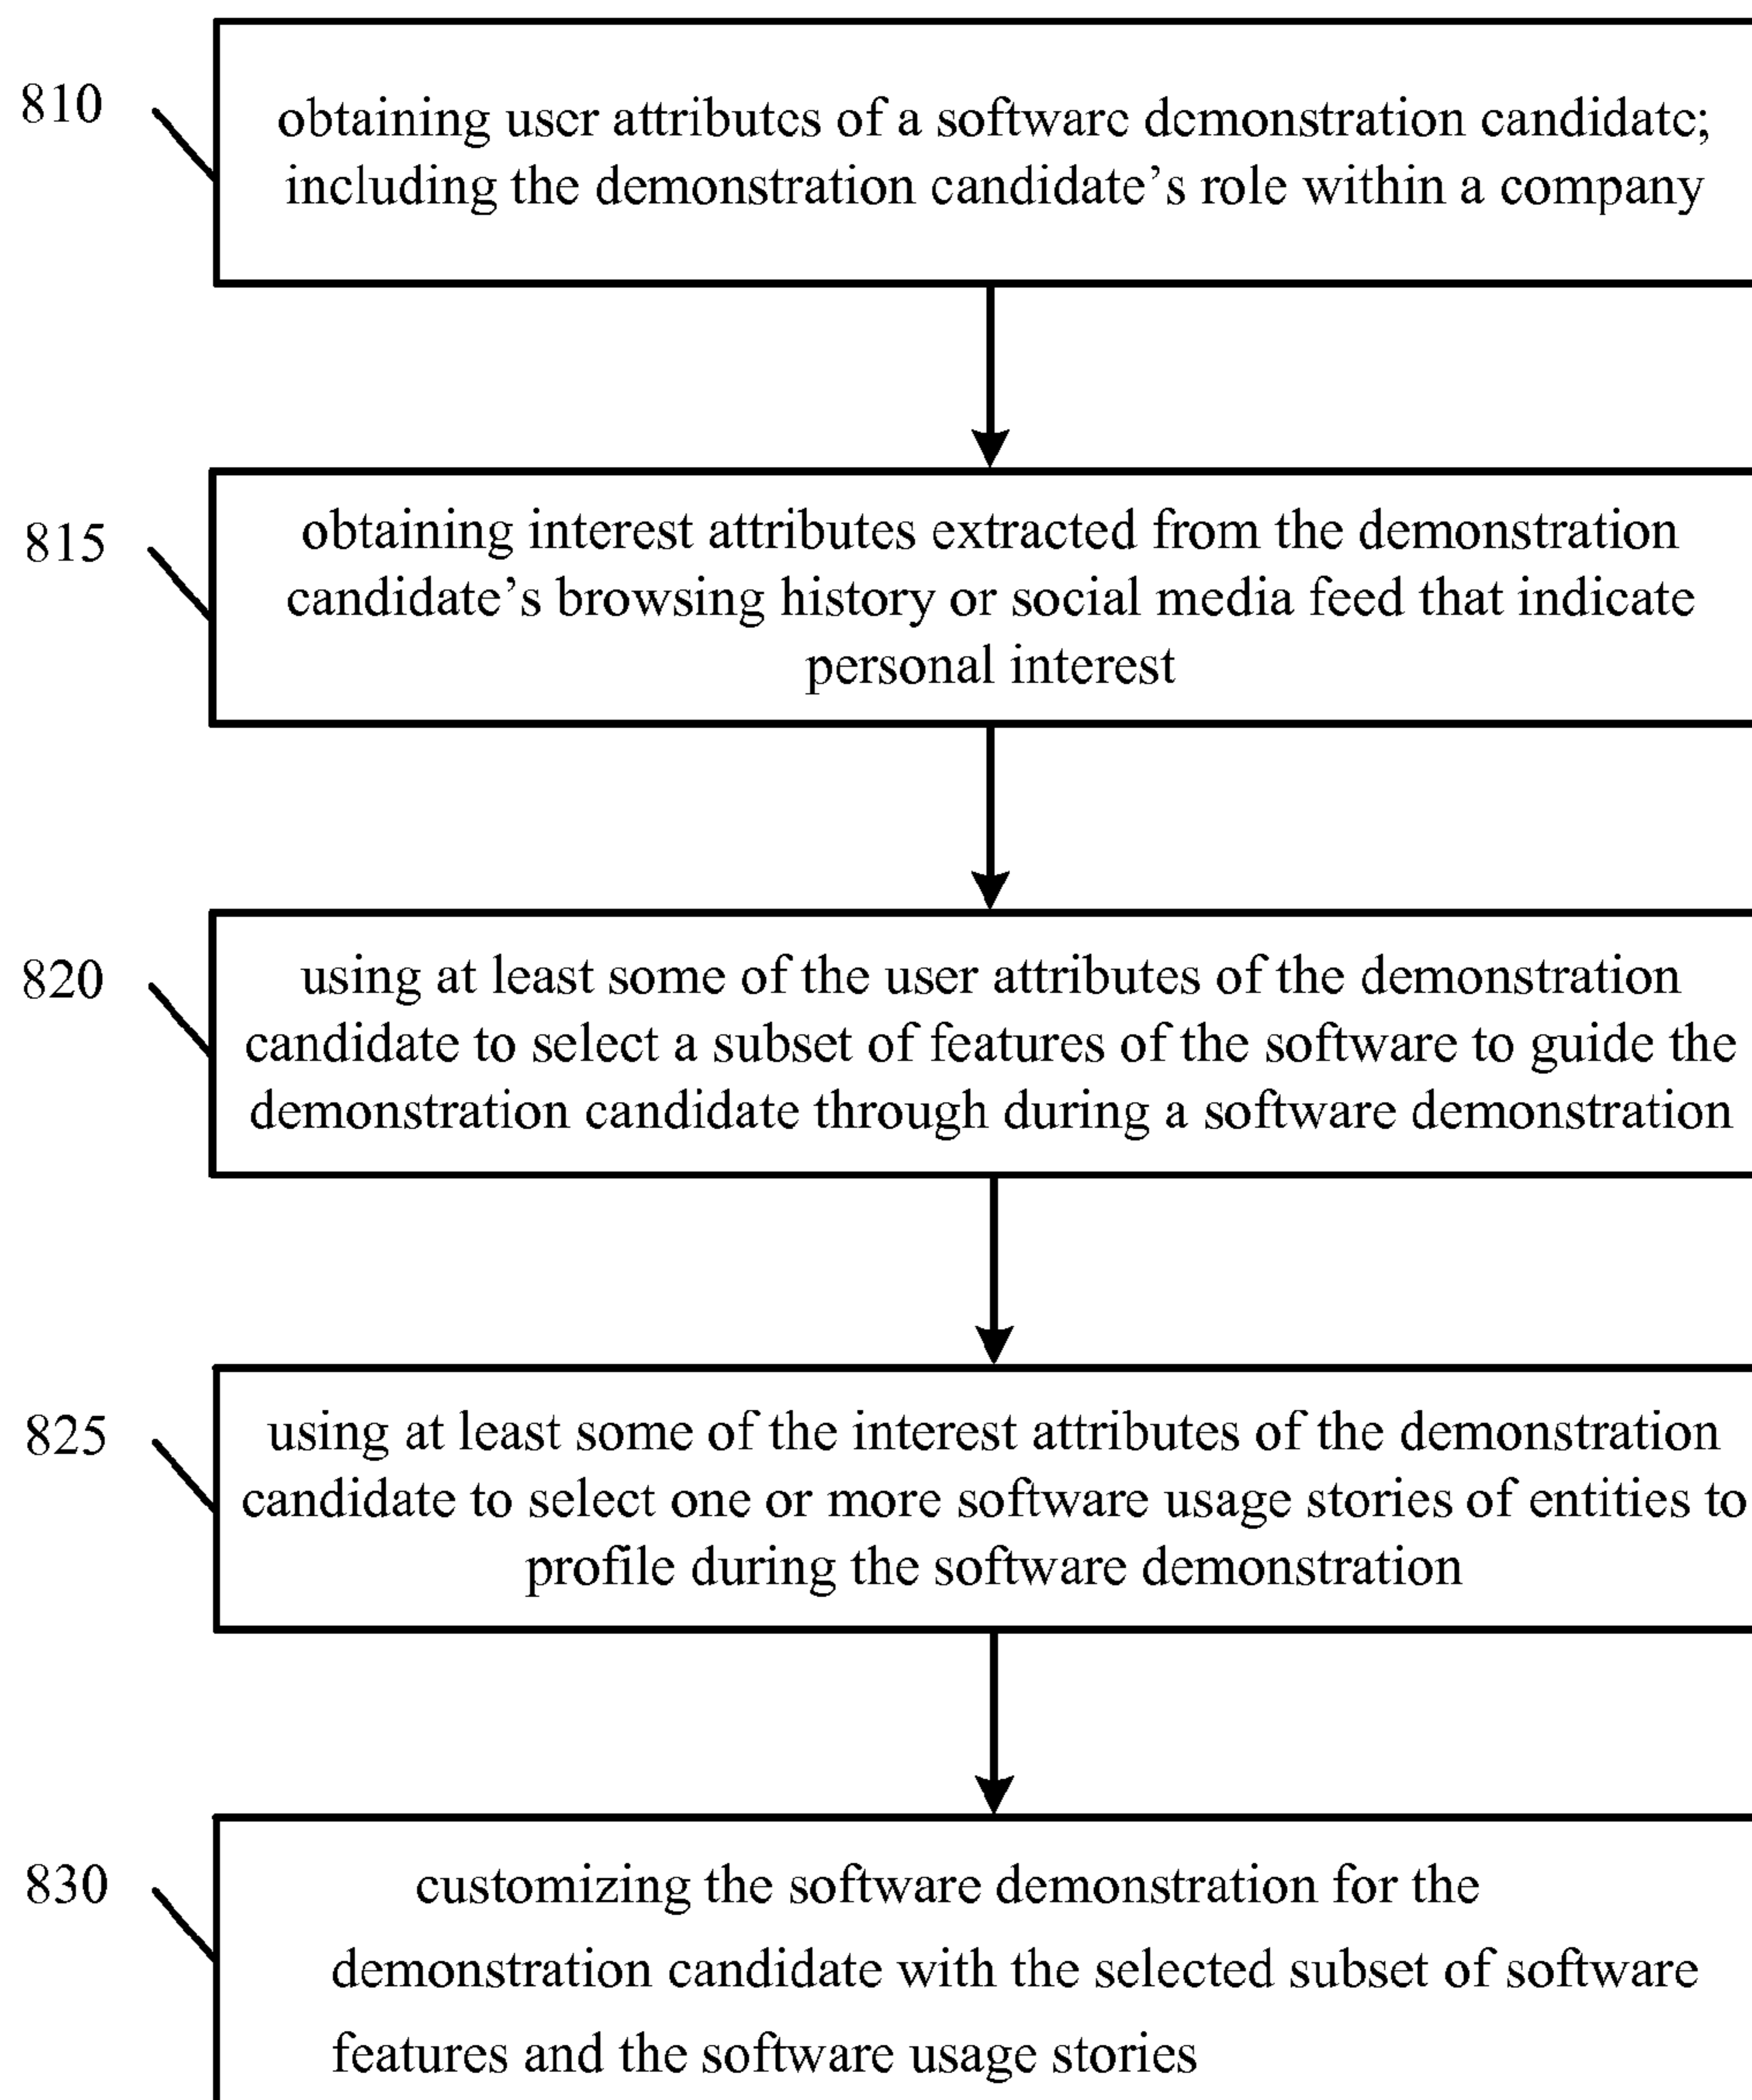 810
obtaining user attributes of a software demonstration candidate;
including the demonstration candidate’s role within a company
815
obtaining interest attributes extracted from the demonstration
candidate’s browsing history or social media feed that indicate
personal interest
820
using at least some of the user attributes of the demonstration
candidate to select a subset of features of the software to guide the
demonstration candidate through during a software demonstration
825
using at least some of the interest attributes of the demonstration
candidate to select one or more software usage stories of entities to
profile during the software demonstration
830
customizing the software demonstration for the
demonstration candidate with the selected subset of software
features and the software usage stories